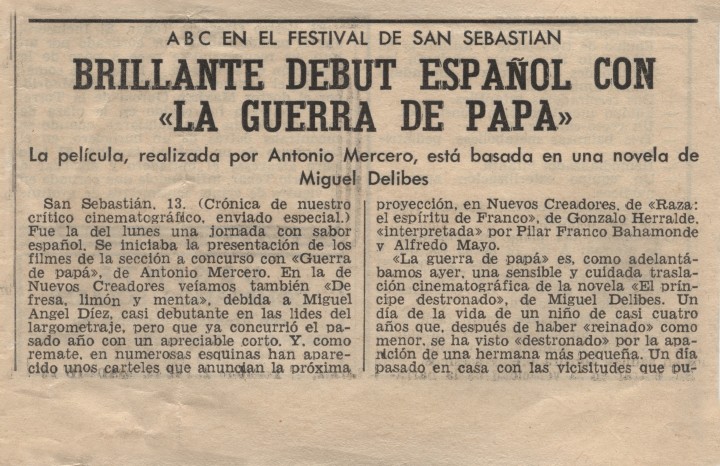 ABC EN EL FESTIVAL DE SAN SEBASTIAN
BRILLANTE DEBUT ESPAÑOL CON
«LA GUERRA DE PAPA»
La película, realizada por Antonio Mercero, está basada en una novela de
Miguel Delibes
San Sebastián, 13. (Crónica de nuestro
crítico cinematográfico, enviado especial.)
Fue la del lunes una jornada con sabor
español. Se iniciaba la presentación de los
filmes de la sección a concurso con «Guerra
de papá», de Antonio Mercero. En la de
Nuevos Creadores veíamos también «De
fresa, limón y menta», debida a Miguel
Angel Díez, casi debutante en las lides del
largometraje, pero que ya concurrió el pa-
sado año con un apreciable corto. Y, como
remate, en numerosas esquinas han apare-
cido unos carteles que anuncian la próxima
proyección, en Nuevos Creadores, de «Raza:
el espíritu de Franco», de Gonzalo Herralde,
«interpretada» por Pilar Franco Bahamonde
y Alfredo Mayo.
«La guerra de papá» es, como adelantá-
bamos ayer, una sensible y cuidada trasla-
ción cinematográfica de la novela «El prín-
cipe destronado», de Miguel Delibes. Un
día de la vida de un niño de casi cuatro
años que, después de haber «reinado» como
menor, se ha visto «destronado» por la apa-
rición de una hermana más pequeña. Un día
pasado en casa con las vicisitudes que pu-